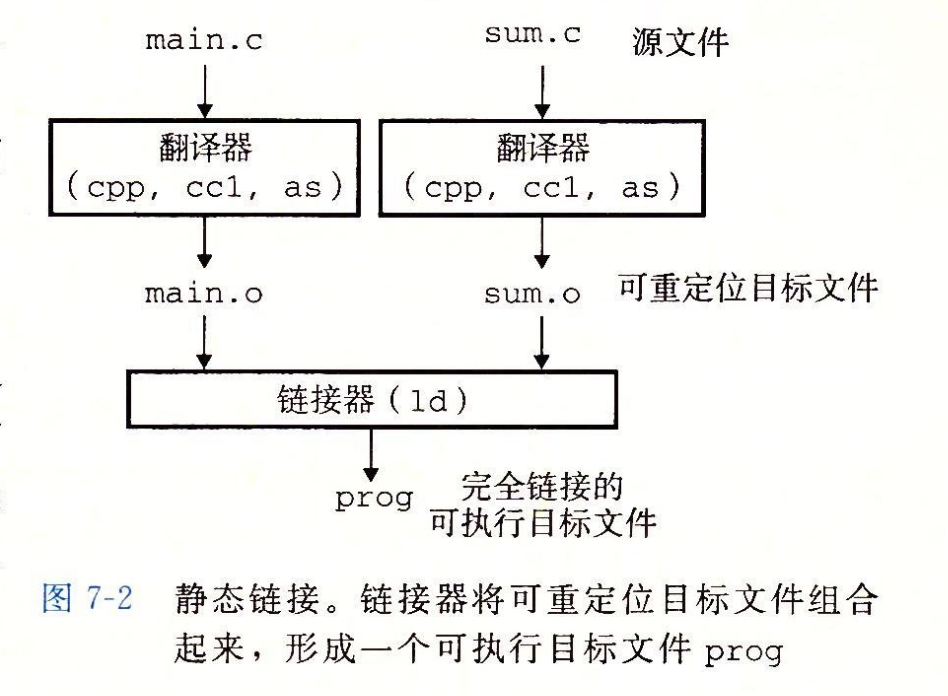 main.c sum.c 源文件
翻译器 翻译器
(cpp, cc1, as) (cpp, cc1, as)
main.o sum.o 可重定位目标文件
链接器(ld)
prog 完全链接的
可执行目标文件
图 7-2 静态链接。链接器将可重定位目标文件组合
起来，形成一个可执行目标文件 prog